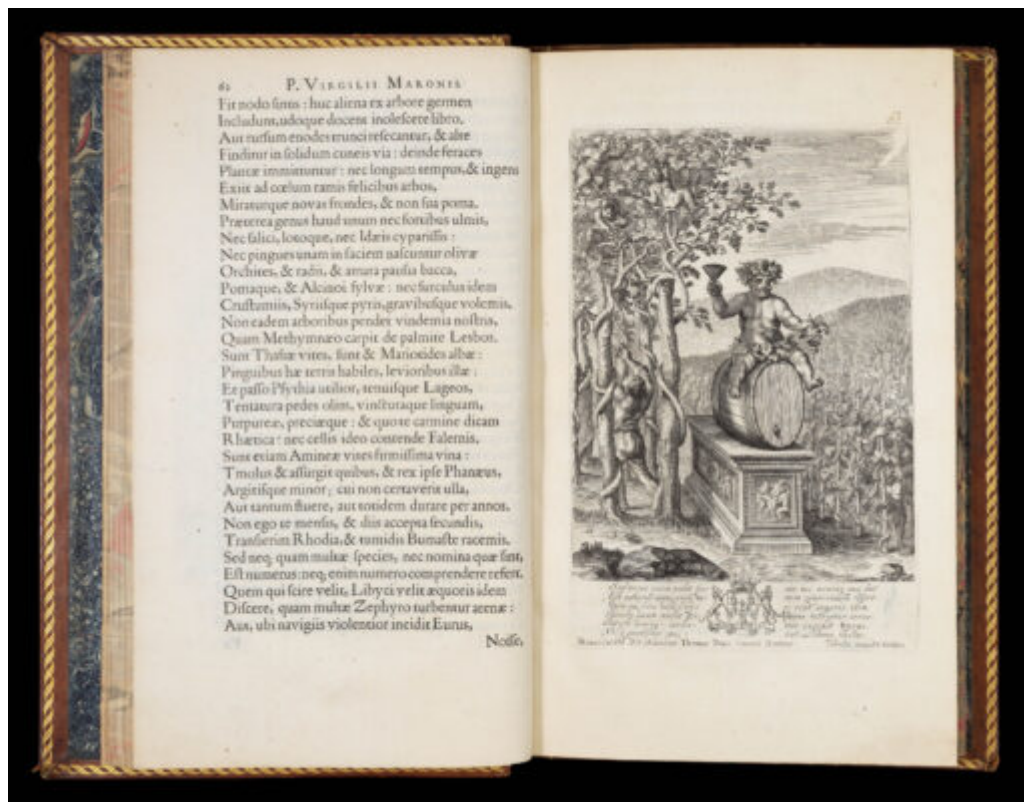 62 P. VIRGILII MARONIS
Fit nodo sinus : huc aliena ex arbore germen
Includunt, udoque docent inolescere libro.
Aut rursum enodes trunci resecantur, & alte
Finditur in solidum cuneis via : deinde feraces
Plantæ immittuntur : nec longum tempus, & ingens
Exiit ad cœlum ramis felicibus arbos,
Miraturque novas frondes, & non sua poma.
Præterea genus haud unum nec fortibus ulmis,
Nec salici, lotoque, nec Idæis cyparissis :
Nec pingues unam in faciem nascuntur olivæ
Orchites, & radii, & amara pausia bacca,
Pomaque, & Alcinoi sylvæ : nec surculus idem
Crustumiis, Syriisque pyris, gravibusque volemis.
Non eadem arboribus pendet vindemia nostris,
Quam Methymnæo carpit de palmite Lesbos.
Sunt Thasiæ vites, sunt & Mariotides albæ :
Pinguibus hæ terris habiles, levioribus illæ :
Et passo Psythia utilior, tenuisque Lageos,
Tentatura pedes olim, vincturaque linguam,
Purpureæ, preciæque : & quo te carmine dicam
Rhætica ? nec cellis ideo contende Falernis.
Sunt etiam Amineæ vites firmissima vina :
Tmolus & assurgit quibus, & rex ipse Phanæus,
Argitisque minor ; cui non certaverit ulla,
Aut tantum fluere, aut totidem durare per annos.
Non ego te mensis, & diis accepta secundis,
Transierim Rhodia, & tumidis Bumaste racemis.
Sed neq; quam multæ species, nec nomina quæ sint,
Est numerus : neq; enim numero comprendere refert.
Quem qui scire velit, Libyci velit æquoris idem
Discere, quam multæ Zephyro turbentur arenæ :
Aut, ubi navigiis violentior incidit Eurus,
Nosse,